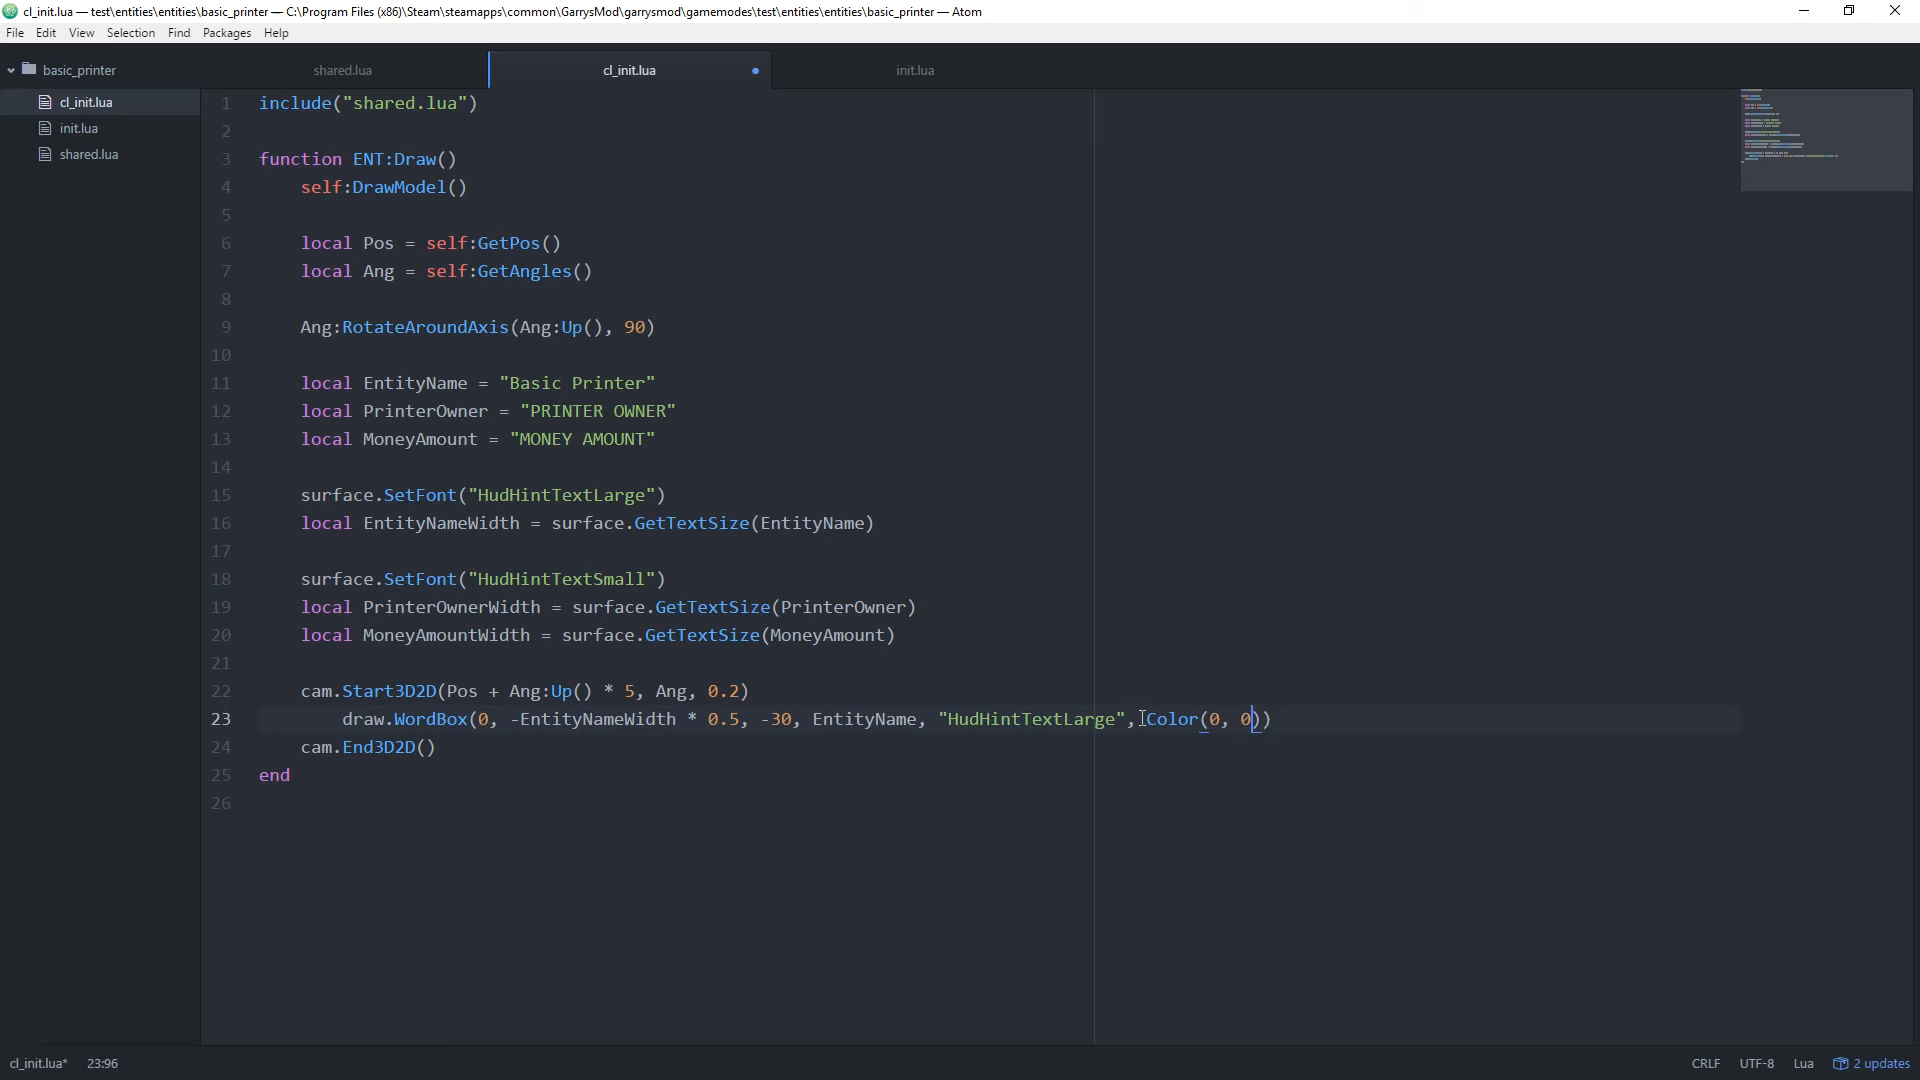 cl_init.lua — test\entities\entities\basic_printer — C:\Program Files (x86)\Steam\steamapps\common\GarrysMod\garrysmod\gamemodes\test\entities\entities\basic_printer — Atom
File Edit View Selection Find Packages Help
basic_printer
cl_init.lua
init.lua
shared.lua
shared.lua cl_init.lua init.lua
1 include("shared.lua")
2
3 function ENT:Draw()
4 self:DrawModel()
5
6 local Pos = self:GetPos()
7 local Ang = self:GetAngles()
8
9 Ang:RotateAroundAxis(Ang:Up(), 90)
10
11 local EntityName = "Basic Printer"
12 local PrinterOwner = "PRINTER OWNER"
13 local MoneyAmount = "MONEY AMOUNT"
14
15 surface.SetFont("HudHintTextLarge")
16 local EntityNameWidth = surface.GetTextSize(EntityName)
17
18 surface.SetFont("HudHintTextSmall")
19 local PrinterOwnerWidth = surface.GetTextSize(PrinterOwner)
20 local MoneyAmountWidth = surface.GetTextSize(MoneyAmount)
21
22 cam.Start3D2D(Pos + Ang:Up() * 5, Ang, 0.2)
23 draw.WordBox(0, -EntityNameWidth * 0.5, -30, EntityName, "HudHintTextLarge", Color(0, 0))
24 cam.End3D2D()
25 end
26
cl_init.lua* 23:96 CRLF UTF-8 Lua 2 updates